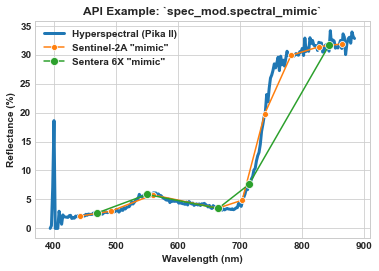 API Example: `spec_mod.spectral_mimic`
Hyperspectral (Pika II)
Sentinel-2A "mimic"
Sentera 6X "mimic"
Reflectance (%)
35
30
25
20
15
10
5
0
400 500 600 700 800 900
Wavelength (nm)